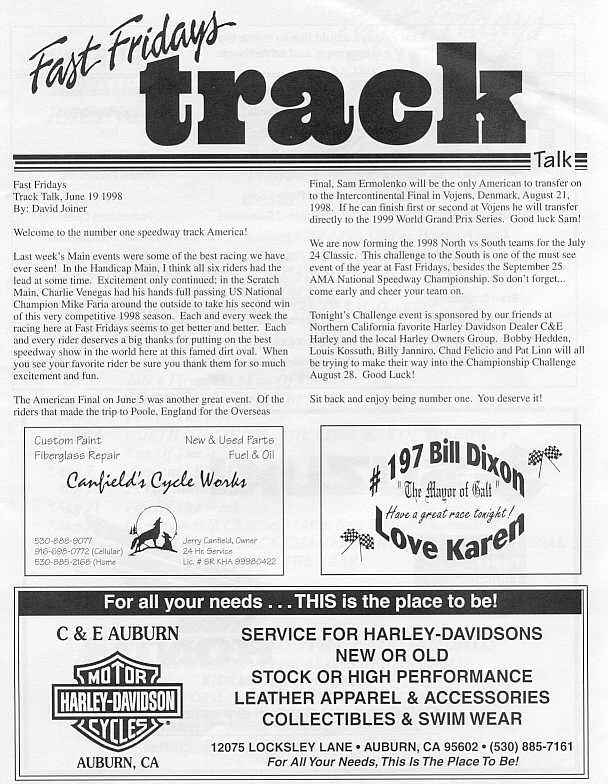 Fast Fridays
track
Talk
Fast Fridays
Track Talk, June 19 1998
By: David Joiner
Welcome to the number one speedway track America!
Last week's Main events were some of the best racing we have
ever seen! In the Handicap Main, I think all six riders had the
lead at some time. Excitement only continued; in the Scratch
Main, Charlie Venegas had his hands full passing US National
Champion Mike Faria around the outside to take his second win
of this very competitive 1998 season. Each and every week the
racing here at Fast Fridays seems to get better and better. Each
and every rider deserves a big thanks for putting on the best
speedway show in the world here at this famed dirt oval. When
you see your favorite rider be sure you thank them for so much
excitement and fun.
The American Final on June 5 was another great event. Of the
riders that made the trip to Poole, England for the Overseas
Final, Sam Ermolenko will be the only American to transfer on
to the Intercontinental Final in Vojens, Denmark, August 21,
1998. If he can finish first or second at Vojens he will transfer
directly to the 1999 World Grand Prix Series. Good luck Sam!
We are now forming the 1998 North vs South teams for the July
24 Classic. This challenge to the South is one of the must see
event of the year at Fast Fridays, besides the September 25
AMA National Speedway Championship. So don't forget...
come early and cheer your team on.
Tonight's Challenge event is sponsored by our friends at
Northern California favorite Harley Davidson Dealer C&E
Harley and the local Harley Owners Group. Bobby Hedden,
Louis Kossuth, Billy Janniro, Chad Felicio and Pat Linn will all
be trying to make their way into the Championship Challenge
August 28. Good Luck!
Sit back and enjoy being number one. You deserve it!
Custom Paint
New & Used Parts
Fiberglass Repair
Fuel & Oil
Canfield's Cycle Works
530-888-9077
916-698-0772 (Cellular)
530-885-2168 (Home
Jerry Canfield, Owner
24 Hr. Service
Lic. # SR KHA 99980422
# 197 Bill Dixon
"The Mayor of Galt"
Have a great race tonight!
Love Karen
For all your needs . . . THIS is the place to be!
C & E AUBURN
MOTOR
HARLEY-DAVIDSON
CYCLES
AUBURN, CA
SERVICE FOR HARLEY-DAVIDSONS
NEW OR OLD
STOCK OR HIGH PERFORMANCE
LEATHER APPAREL & ACCESSORIES
COLLECTIBLES & SWIM WEAR
12075 LOCKSLEY LANE • AUBURN, CA 95602 • (530) 885-7161
For All Your Needs, This Is The Place To Be!